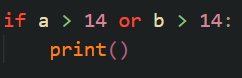 if a > 14 or b > 14:
    print()